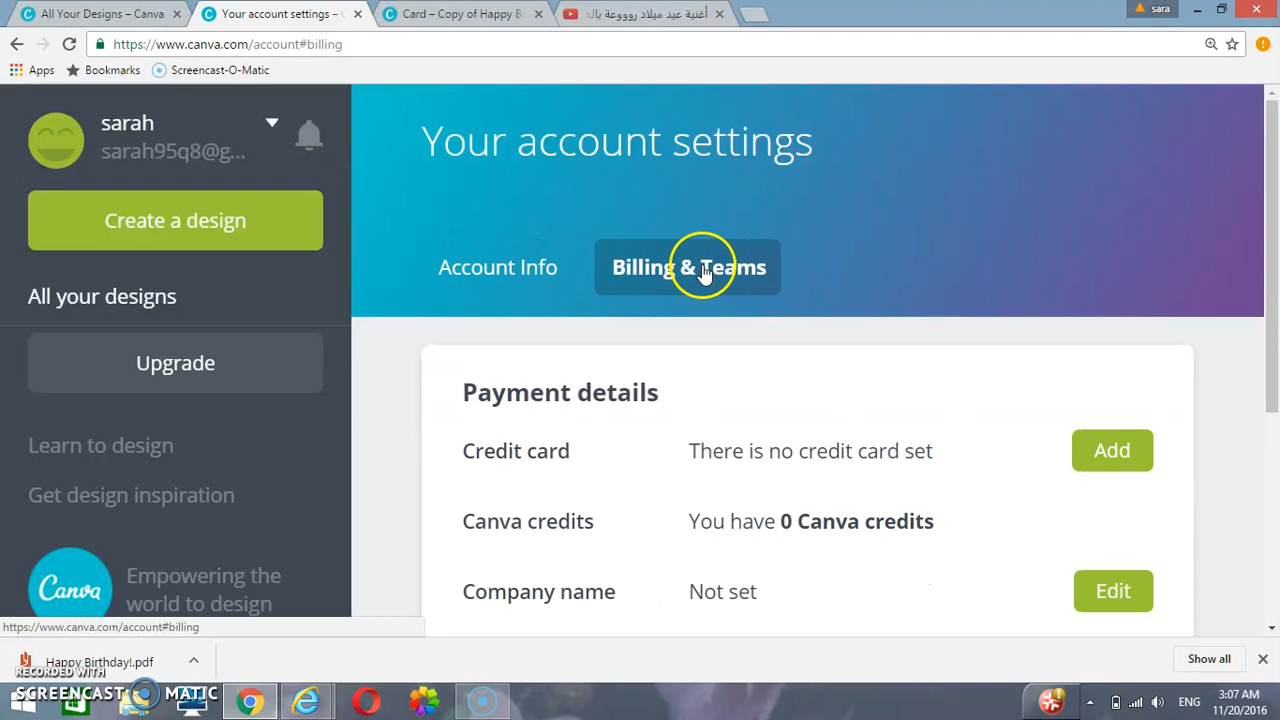 All Your Designs – Canva
Your account settings –
Card – Copy of Happy B
أغنية عيد ميلاد روووعة بالـ
sara
https://www.canva.com/account#billing
Apps
Bookmarks
Screencast-O-Matic
sarah
sarah95q8@g...
Create a design
All your designs
Upgrade
Learn to design
Get design inspiration
Canva
Empowering the
world to design
Your account settings
Account Info
Billing & Teams
Payment details
Credit card
There is no credit card set
Add
Canva credits
You have 0 Canva credits
Company name
Not set
Edit
https://www.canva.com/account#billing
Happy Birthday!.pdf
Show all
RECORDED WITH
SCREENCAST MATIC
ENG
3:07 AM
11/20/2016